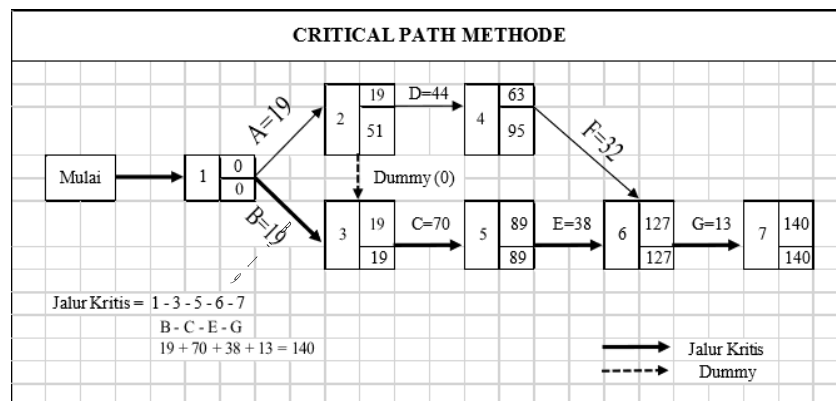 CRITICAL PATH METHODE
A=19
2
19
51
D=44
4
63
95
F=32
Mulai
1
0
0
Dummy (0)
B=19
3
19
19
C=70
5
89
89
E=38
6
127
127
G=13
7
140
140
Jalur Kritis = 1 - 3 - 5 - 6 - 7
B - C - E - G
19 + 70 + 38 + 13 = 140
Jalur Kritis
Dummy